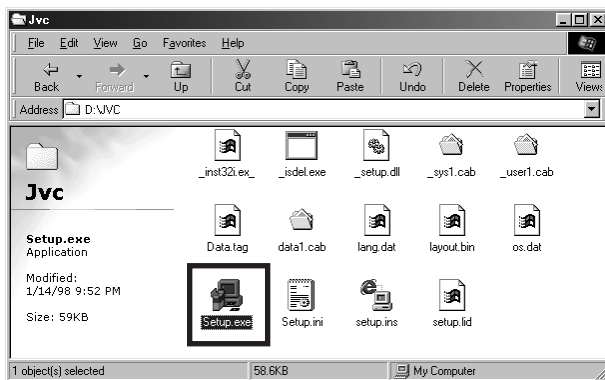 Jvc
File Edit View Go Favorites Help
Back Forward Up Cut Copy Paste Undo Delete Properties Views
Address D:\JVC
Jvc
Setup.exe
Application
Modified:
1/14/98 9:52 PM
Size: 59KB
_inst32i.ex_ _isdel.exe _setup.dll _sys1.cab _user1.cab
Data.tag data1.cab lang.dat layout.bin os.dat
Setup.exe Setup.ini setup.ins setup.lid
1 object(s) selected 58.6KB My Computer